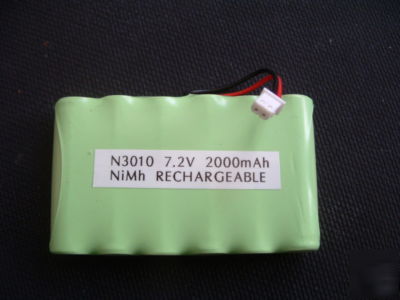 N3010 7.2V 2000mAh
NiMh RECHARGEABLE